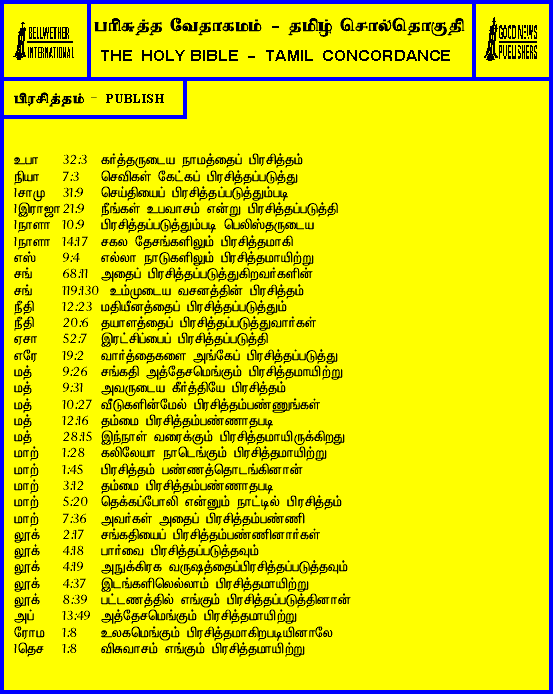 BELLWETHER
INTERNATIONAL
பரிசுத்த வேதாகமம் - தமிழ் சொல்தொகுதி
THE HOLY BIBLE - TAMIL CONCORDANCE
GOOD NEWS
PUBLISHERS
பிரசித்தம் - PUBLISH
உபா 32:3 கர்த்தருடைய நாமத்தைப் பிரசித்தம்
நியா 7:3 செவிகள் கேட்கப் பிரசித்தப்படுத்து
1சாமு 31.9 செய்தியைப் பிரசித்தப்படுத்தும்படி
1இராஜா 21.9 நீங்கள் உபவாசம் என்று பிரசித்தப்படுத்தி
1நாளா 10.9 பிரசித்தப்படுத்தும்படி பெலிஸ்தருடைய
1நாளா 14.17 சகல தேசங்களிலும் பிரசித்தமாகி
எஸ் 9:4 எல்லா நாடுகளிலும் பிரசித்தமாயிற்று
சங் 68:11 அதைப் பிரசித்தப்படுத்துகிறவர்களின்
சங் 119.130 உம்முடைய வசனத்தின் பிரசித்தம்
நீதி 12:23 மதியீனத்தைப் பிரசித்தப்படுத்தும்
நீதி 20:6 தயாளத்தைப் பிரசித்தப்படுத்துவார்கள்
ஏசா 52:7 இரட்சிப்பைப் பிரசித்தப்படுத்தி
எரே 19:2 வார்த்தைகளை அங்கேப் பிரசித்தப்படுத்து
மத் 9:26 சங்கதி அத்தேசமெங்கும் பிரசித்தமாயிற்று
மத் 9:31 அவருடைய கீர்த்தியே பிரசித்தம்
மத் 10:27 வீடுகளின்மேல் பிரசித்தம்பண்ணுங்கள்
மத் 12:16 தம்மை பிரசித்தம்பண்ணாதபடி
மத் 28:15 இந்நாள் வரைக்கும் பிரசித்தமாயிருக்கிறது
மாற் 1:28 கலிலேயா நாடெங்கும் பிரசித்தமாயிற்று
மாற் 1:45 பிரசித்தம் பண்ணத்தொடங்கினான்
மாற் 3.12 தம்மை பிரசித்தம்பண்ணாதபடி
மாற் 5:20 தெக்கப்போலி என்னும் நாட்டில் பிரசித்தம்
மாற் 7:36 அவர்கள் அதைப் பிரசித்தம்பண்ணி
லூக் 2:17 சங்கதியைப் பிரசித்தம்பண்ணினார்கள்
லூக் 4.18 பார்வை பிரசித்தப்படுத்தவும்
லூக் 4.19 அநுக்கிரக வருஷத்தைப்பிரசித்தப்படுத்தவும்
லூக் 4:37 இடங்களிலெல்லாம் பிரசித்தமாயிற்று
லூக் 8:39 பட்டணத்தில் எங்கும் பிரசித்தப்படுத்தினான்
அப் 13:49 அத்தேசமெங்கும் பிரசித்தமாயிற்று
ரோம 1:8 உலகமெங்கும் பிரசித்தமாகிறபடியினாலே
1தெச 1:8 விசுவாசம் எங்கும் பிரசித்தமாயிற்று